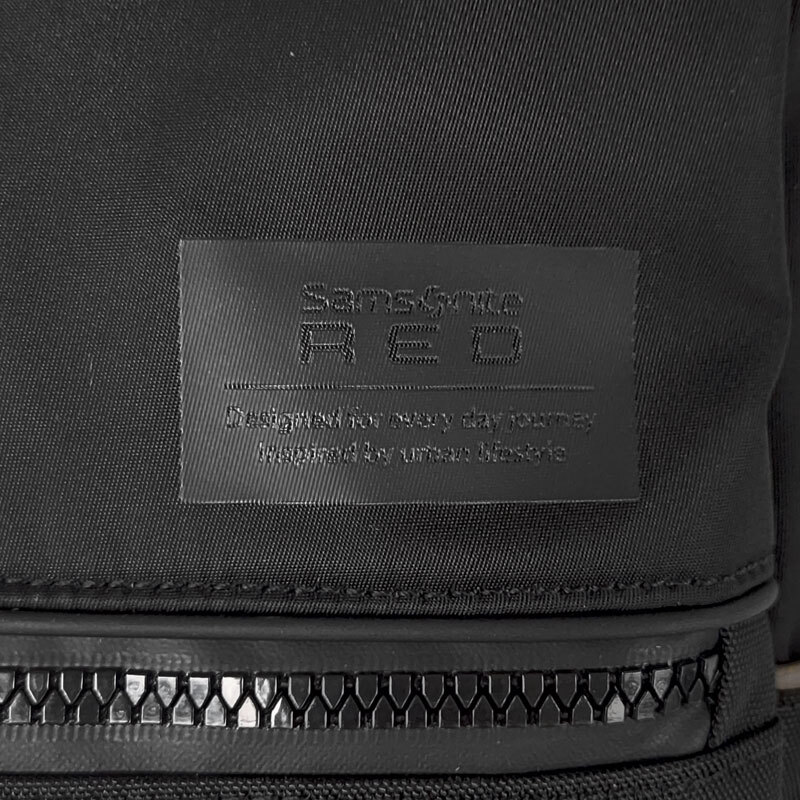 Samsonite
RED
Designed for every day journey
Inspired by urban lifestyle